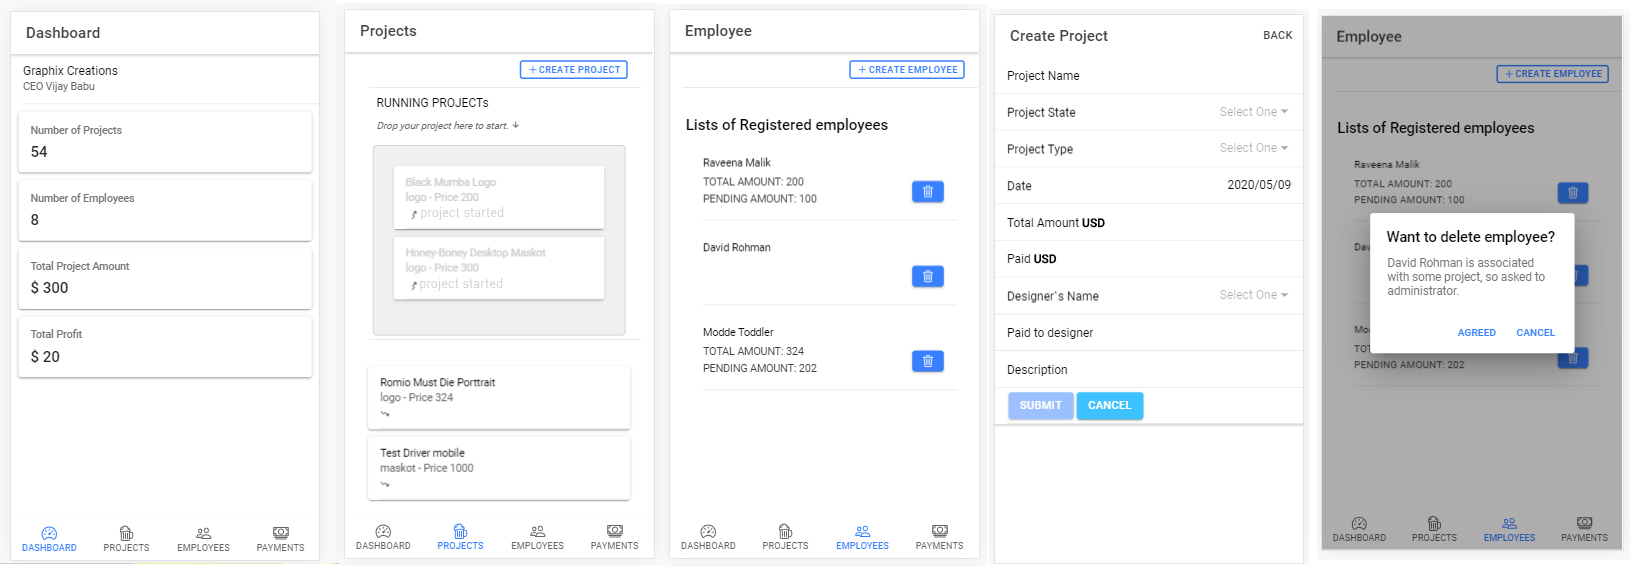 Dashboard
Graphix Creations
CEO Vijay Babu
Number of Projects
54
Number of Employees
8
Total Project Amount
$ 300
Total Profit
$ 20
DASHBOARD PROJECTS EMPLOYEES PAYMENTS
Projects
+ CREATE PROJECT
RUNNING PROJECTs
Drop your project here to start. ↓
Black Mumba Logo
logo - Price 200
project started
Honey-Boney Desktop Maskot
logo - Price 300
project started
Romio Must Die Porttrait
logo - Price 324
Test Driver mobile
maskot - Price 1000
DASHBOARD PROJECTS EMPLOYEES PAYMENTS
Employee
+ CREATE EMPLOYEE
Lists of Registered employees
Raveena Malik
TOTAL AMOUNT: 200
PENDING AMOUNT: 100
David Rohman
Modde Toddler
TOTAL AMOUNT: 324
PENDING AMOUNT: 202
DASHBOARD PROJECTS EMPLOYEES PAYMENTS
Create Project BACK
Project Name
Project State Select One
Project Type Select One
Date 2020/05/09
Total Amount USD
Paid USD
Designer`s Name Select One
Paid to designer
Description
SUBMIT CANCEL
Employee
+ CREATE EMPLOYEE
Lists of Registered employees
Raveena Malik
TOTAL AMOUNT: 200
PENDING AMOUNT: 100
Dav
Want to delete employee?
David Rohman is associated
with some project, so asked to
administrator.
AGREED CANCEL
Mo
TOT
PENDING AMOUNT: 202
DASHBOARD PROJECTS EMPLOYEES PAYMENTS